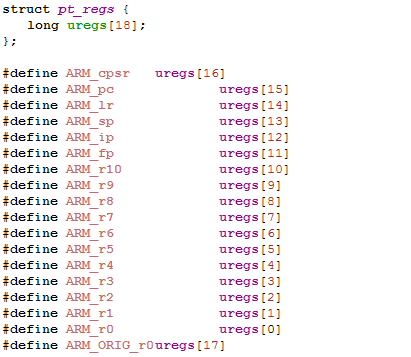 struct pt_regs {
    long uregs[18];
};
#define ARM_cpsr    uregs[16]
#define ARM_pc              uregs[15]
#define ARM_lr              uregs[14]
#define ARM_sp              uregs[13]
#define ARM_ip              uregs[12]
#define ARM_fp              uregs[11]
#define ARM_r10             uregs[10]
#define ARM_r9              uregs[9]
#define ARM_r8              uregs[8]
#define ARM_r7              uregs[7]
#define ARM_r6              uregs[6]
#define ARM_r5              uregs[5]
#define ARM_r4              uregs[4]
#define ARM_r3              uregs[3]
#define ARM_r2              uregs[2]
#define ARM_r1              uregs[1]
#define ARM_r0              uregs[0]
#define ARM_ORIG_r0uregs[17]